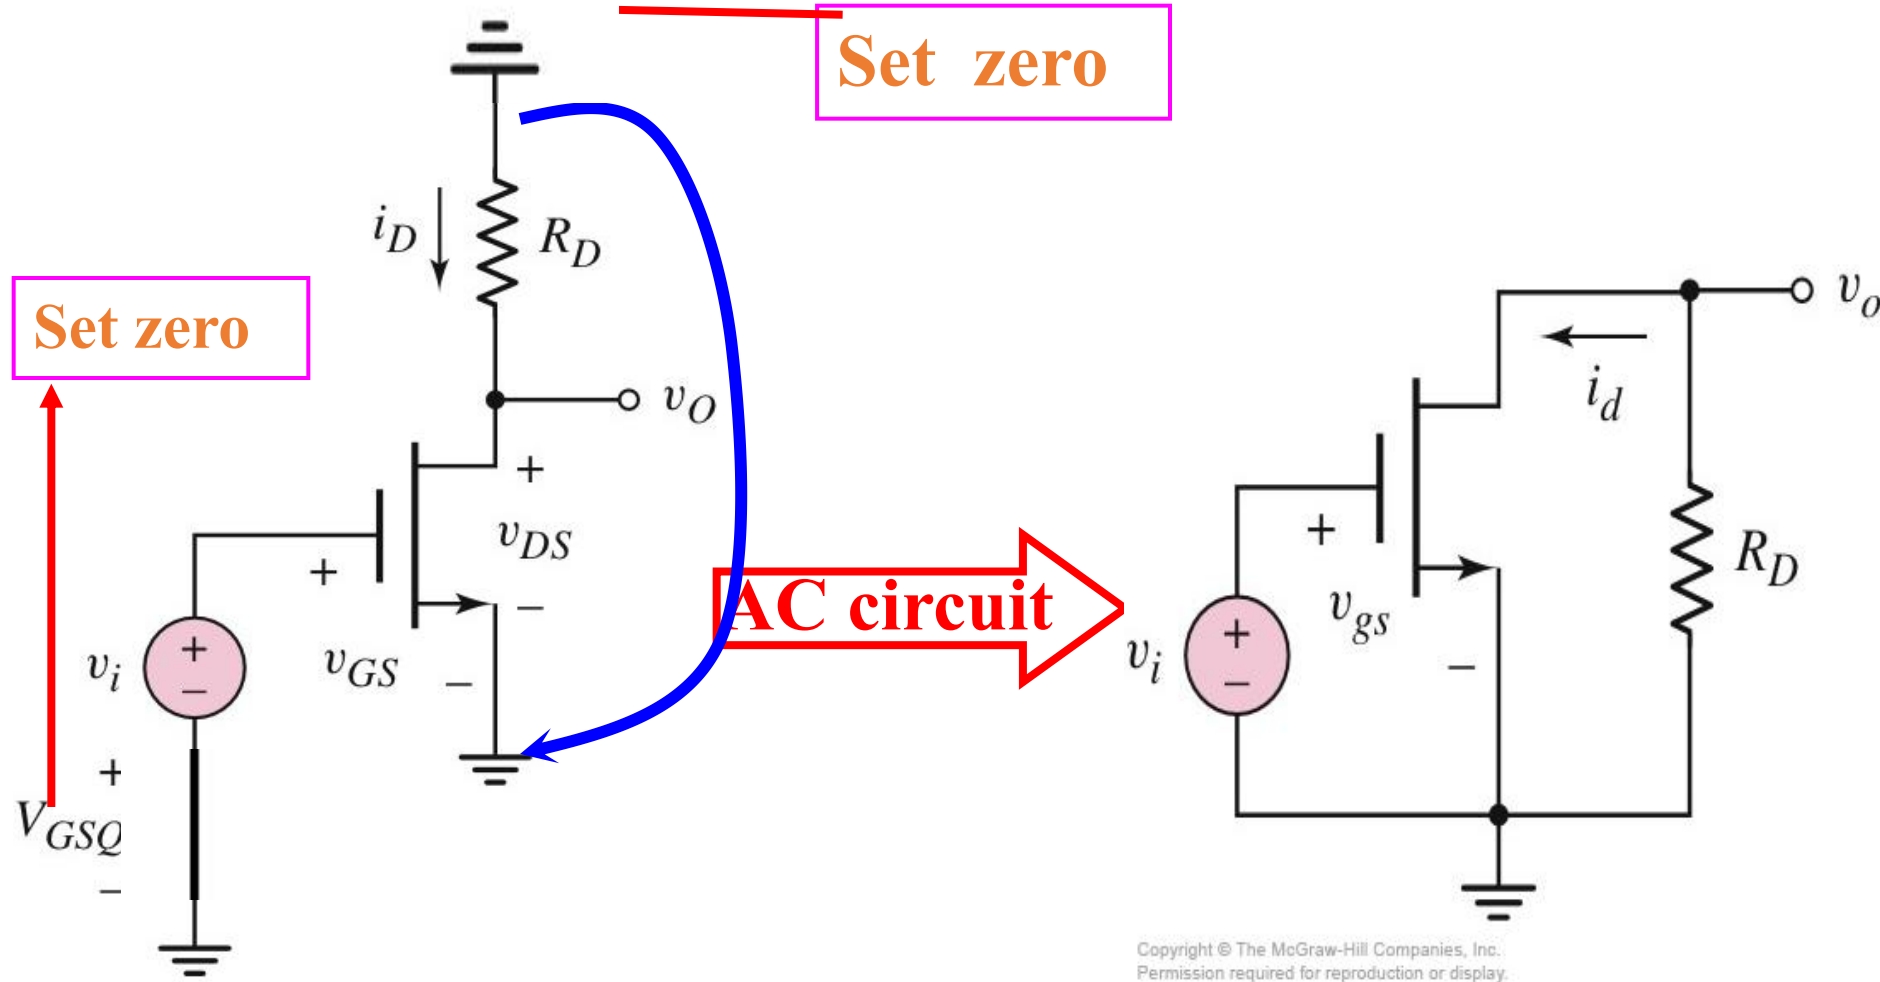 Set zero
i_D
R_D
Set zero
v_O
+
v_DS
−
+
v_GS
−
v_i
+
−
+
V_GSQ
−
AC circuit
v_o
i_d
+
v_gs
−
R_D
v_i
+
−
Copyright © The McGraw-Hill Companies, Inc.
Permission required for reproduction or display.